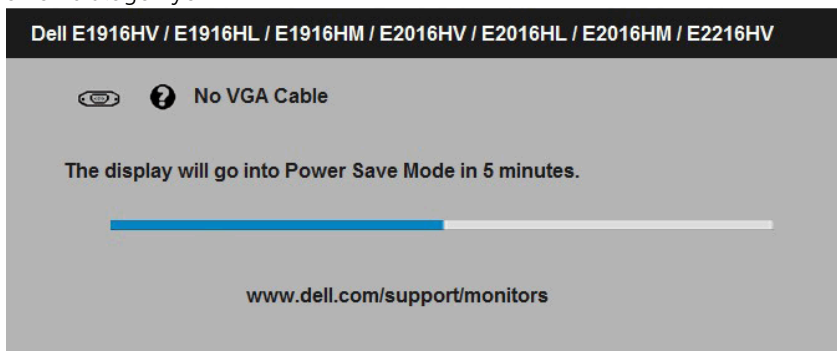 Dell E1916HV / E1916HL / E1916HM / E2016HV / E2016HL / E2016HM / E2216HV
No VGA Cable
The display will go into Power Save Mode in 5 minutes.
www.dell.com/support/monitors